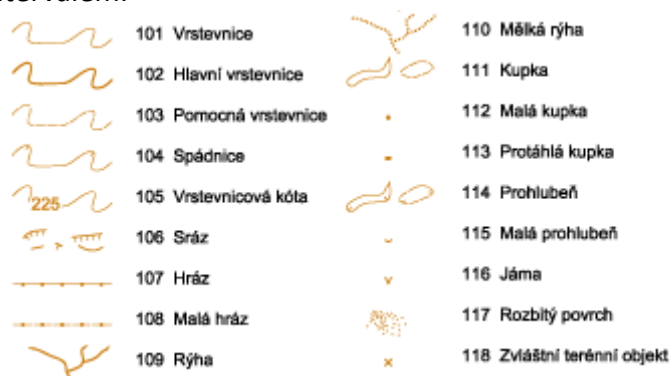 101 Vrstevnice
102 Hlavní vrstevnice
103 Pomocná vrstevnice
104 Spádnice
225
105 Vrstevnicová kóta
106 Sráz
107 Hráz
108 Malá hráz
109 Rýha
110 Mělká rýha
111 Kupka
112 Malá kupka
113 Protáhlá kupka
114 Prohlubeň
115 Malá prohlubeň
116 Jáma
117 Rozbitý povrch
118 Zvláštní terénní objekt